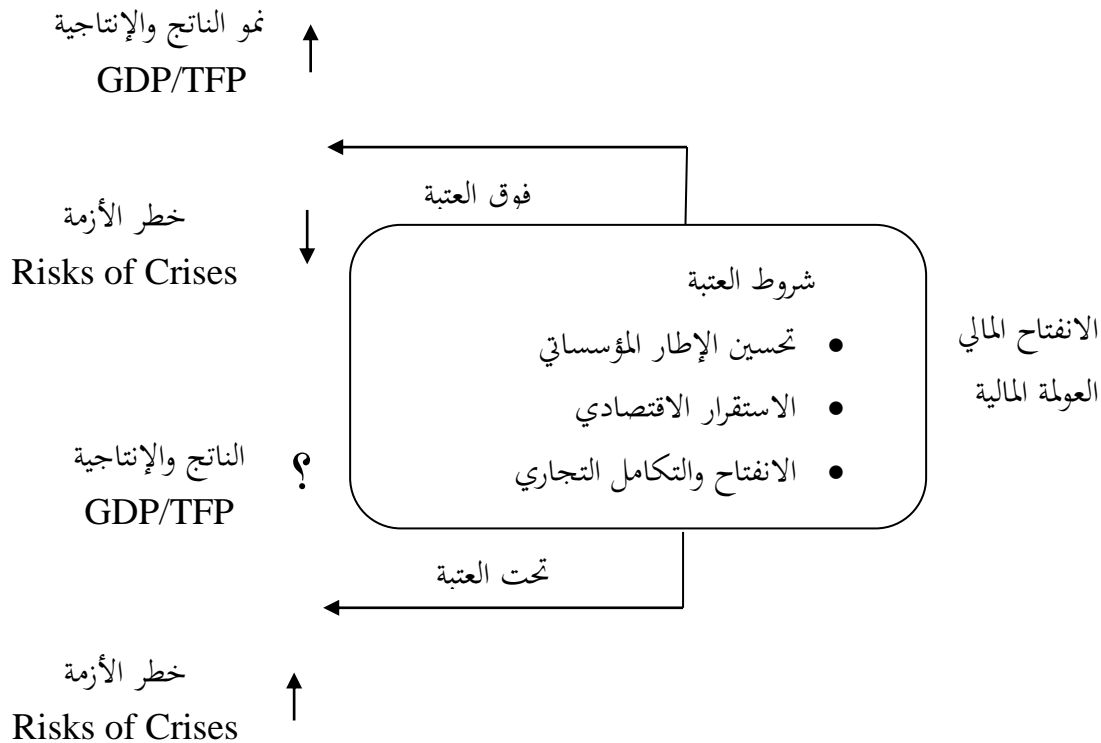 نمو الناتج والإنتاجية
GDP/TFP
فوق العتبة
خطر الأزمة
Risks of Crises
شروط العتبة
• تحسين الإطار المؤسساتي
• الاستقرار الاقتصادي
• الانفتاح والتكامل التجاري
الانفتاح المالي
العولمة المالية
الناتج والإنتاجية
؟
GDP/TFP
تحت العتبة
خطر الأزمة
Risks of Crises